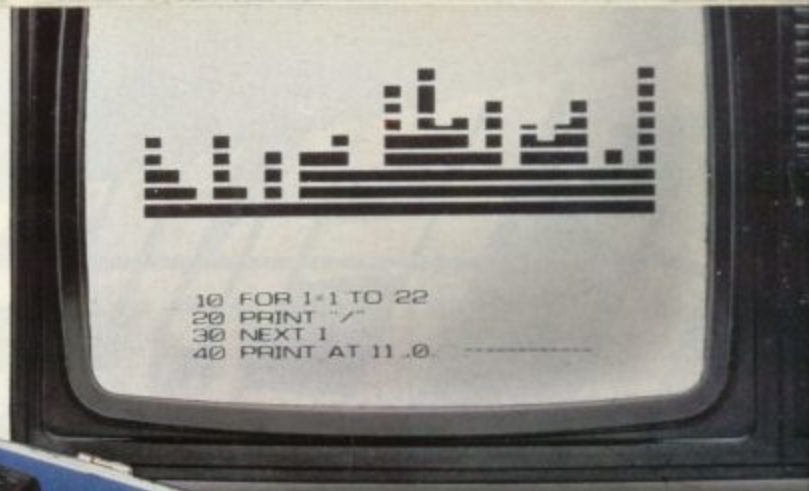 10 FOR I=1 TO 22
20 PRINT "/"
30 NEXT I
40 PRINT AT 11,0, ------------